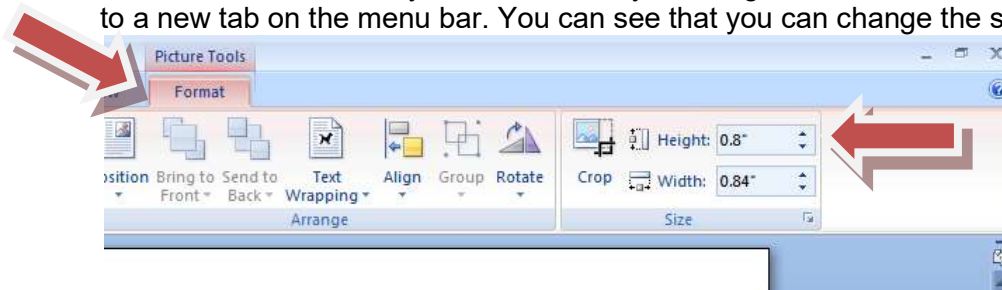 to a new tab on the menu bar. You can see that you can change the s
Picture Tools
Format
Height: 0.8"
sition Bring to Send to Text Align Group Rotate Crop Width: 0.84"
Front Back Wrapping
Arrange Size